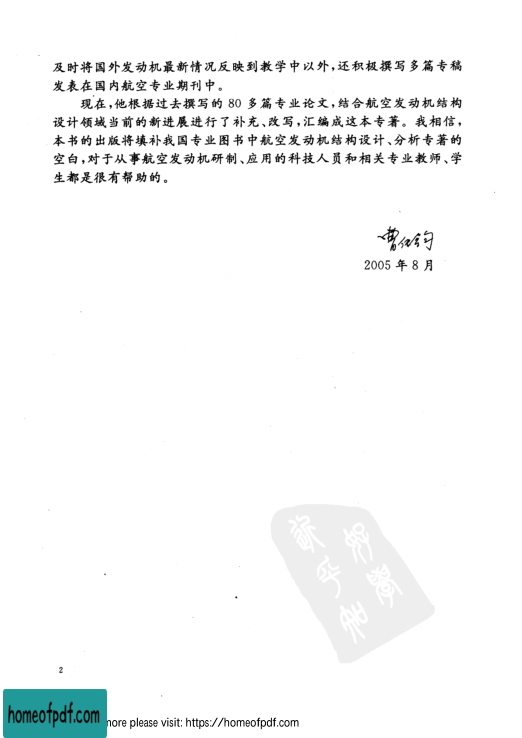 及时将国外发动机最新情况反映到教学中以外,还积极撰写多篇专稿
发表在国内航空专业期刊中。
现在,他根据过去撰写的 80 多篇专业论文,结合航空发动机结构
设计领域当前的新进展进行了补充、改写,汇编成这本专著。我相信,
本书的出版将填补我国专业图书中航空发动机结构设计、分析专著的
空白,对于从事航空发动机研制、应用的科技人员和相关专业教师、学
生都是很有帮助的。
2005 年 8 月
好学
2
homeofpdf.com
more please visit: https://homeofpdf.com